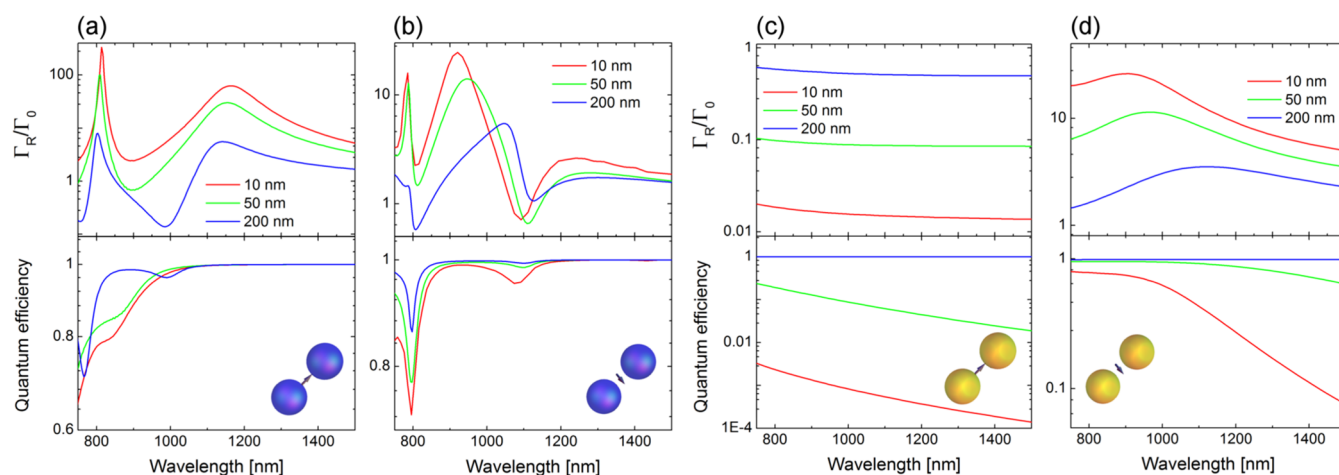 (a)
Γ_R/Γ_0
100
1
10 nm
50 nm
200 nm
Quantum efficiency
1
0.8
0.6
800 1000 1200 1400
Wavelength [nm]
(b)
10
1
10 nm
50 nm
200 nm
1
0.8
800 1000 1200 1400
Wavelength [nm]
(c)
Γ_R/Γ_0
1
0.1
0.01
10 nm
50 nm
200 nm
Quantum efficiency
1
0.01
1E-4
800 1000 1200 1400
Wavelength [nm]
(d)
10
1
10 nm
50 nm
200 nm
1
0.1
800 1000 1200 1400
Wavelength [nm]